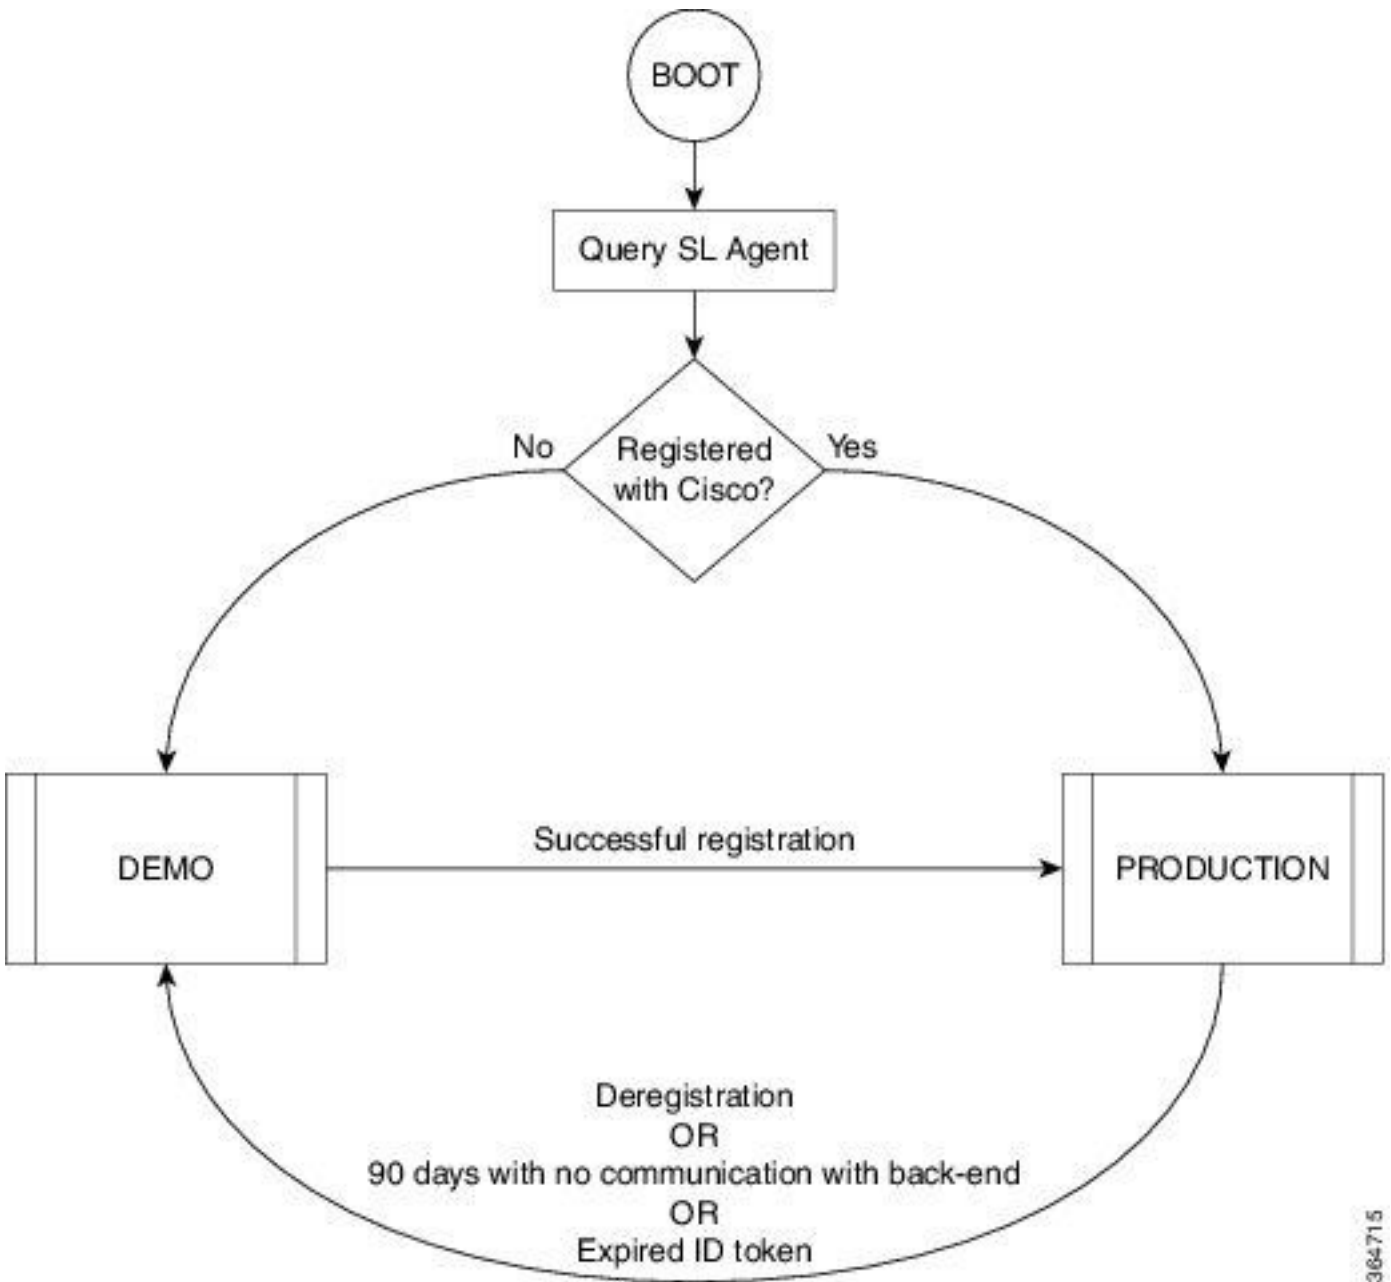 BOOT
Query SL Agent
No
Registered
with Cisco?
Yes
DEMO
Successful registration
PRODUCTION
Deregistration
OR
90 days with no communication with back-end
OR
Expired ID token
364715